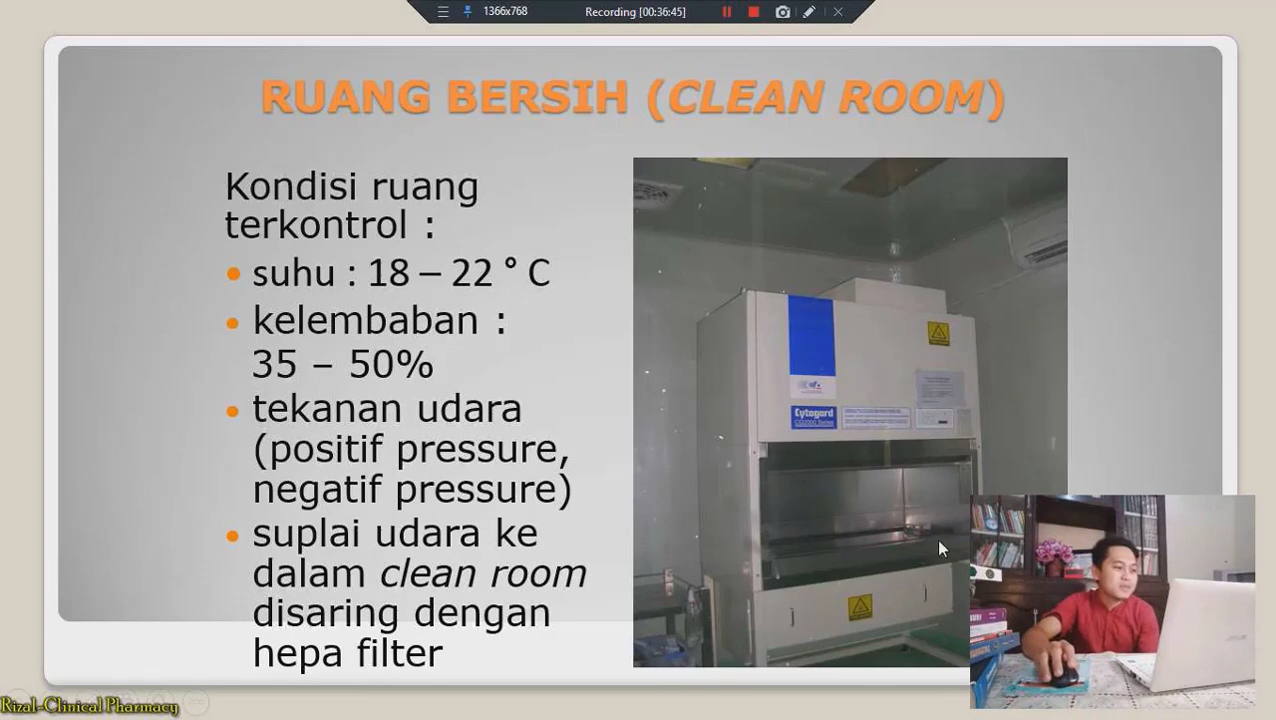 1366x768
Recording [00:36:45]
RUANG BERSIH (CLEAN ROOM)
Kondisi ruang
terkontrol :
suhu : 18 – 22 ° C
kelembaban :
35 – 50%
tekanan udara
(positif pressure,
negatif pressure)
suplai udara ke
dalam clean room
disaring dengan
hepa filter
Cytogard
Rizal-Clinical Pharmacy